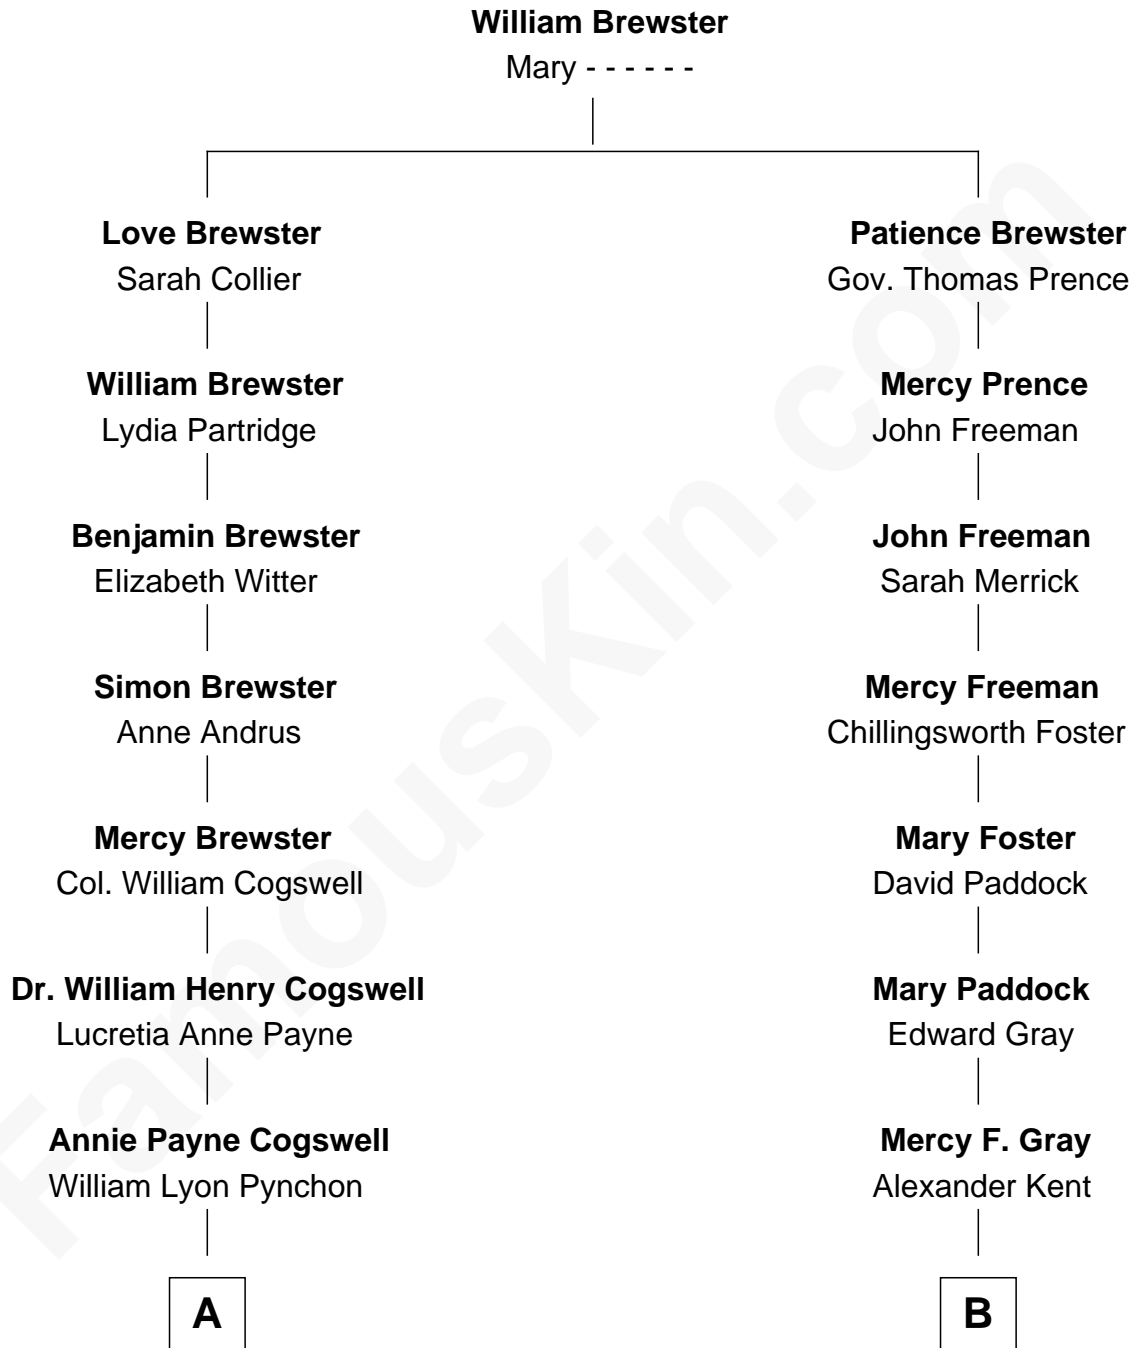 William Brewster
Mary - - - - - -
Love Brewster
Sarah Collier
William Brewster
Lydia Partridge
Benjamin Brewster
Elizabeth Witter
Simon Brewster
Anne Andrus
Mercy Brewster
Col. William Cogswell
Dr. William Henry Cogswell
Lucretia Anne Payne
Annie Payne Cogswell
William Lyon Pynchon
A
Patience Brewster
Gov. Thomas Prence
Mercy Prence
John Freeman
John Freeman
Sarah Merrick
Mercy Freeman
Chillingsworth Foster
Mary Foster
David Paddock
Mary Paddock
Edward Gray
Mercy F. Gray
Alexander Kent
B
FamousKin.com